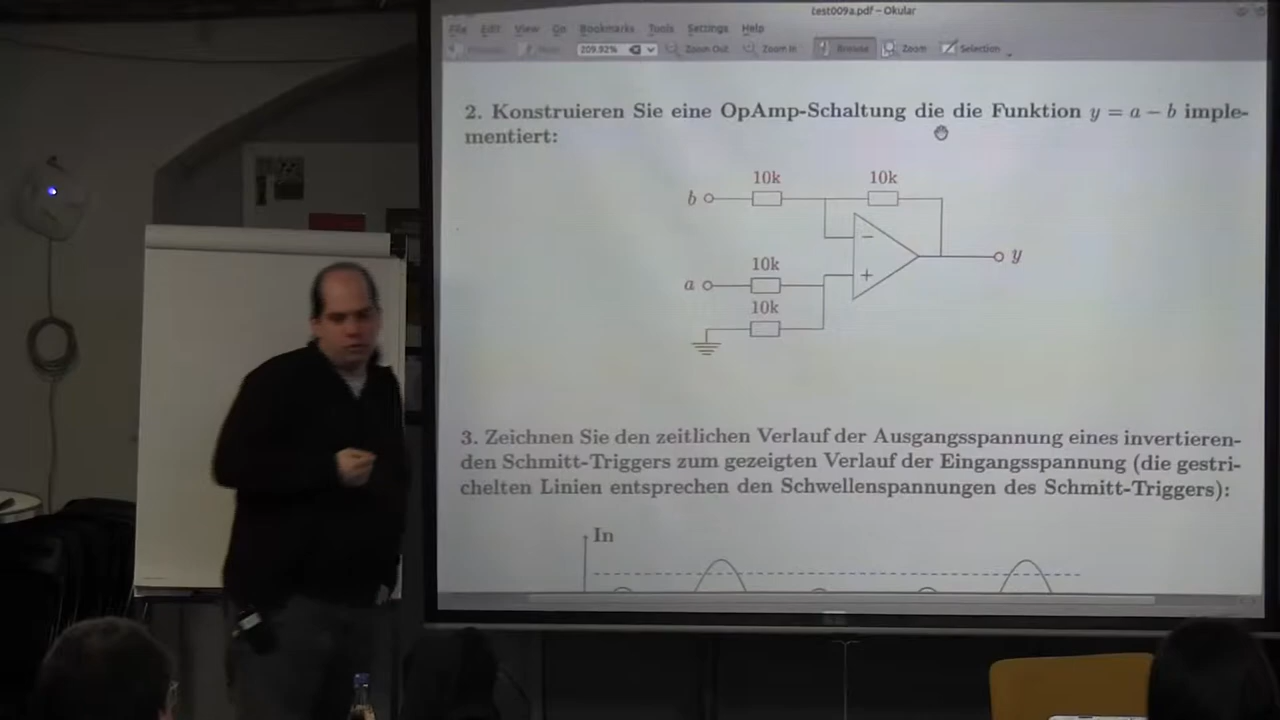 test009a.pdf – Okular
File Edit View Go Bookmarks Tools Settings Help
209.92% Zoom Out Zoom In Browse Zoom Selection
2. Konstruieren Sie eine OpAmp-Schaltung die die Funktion y = a − b imple-
mentiert:
10k 10k
b
−
10k
a
+
y
10k
3. Zeichnen Sie den zeitlichen Verlauf der Ausgangsspannung eines invertieren-
den Schmitt-Triggers zum gezeigten Verlauf der Eingangsspannung (die gestri-
chelten Linien entsprechen den Schwellenspannungen des Schmitt-Triggers):
In